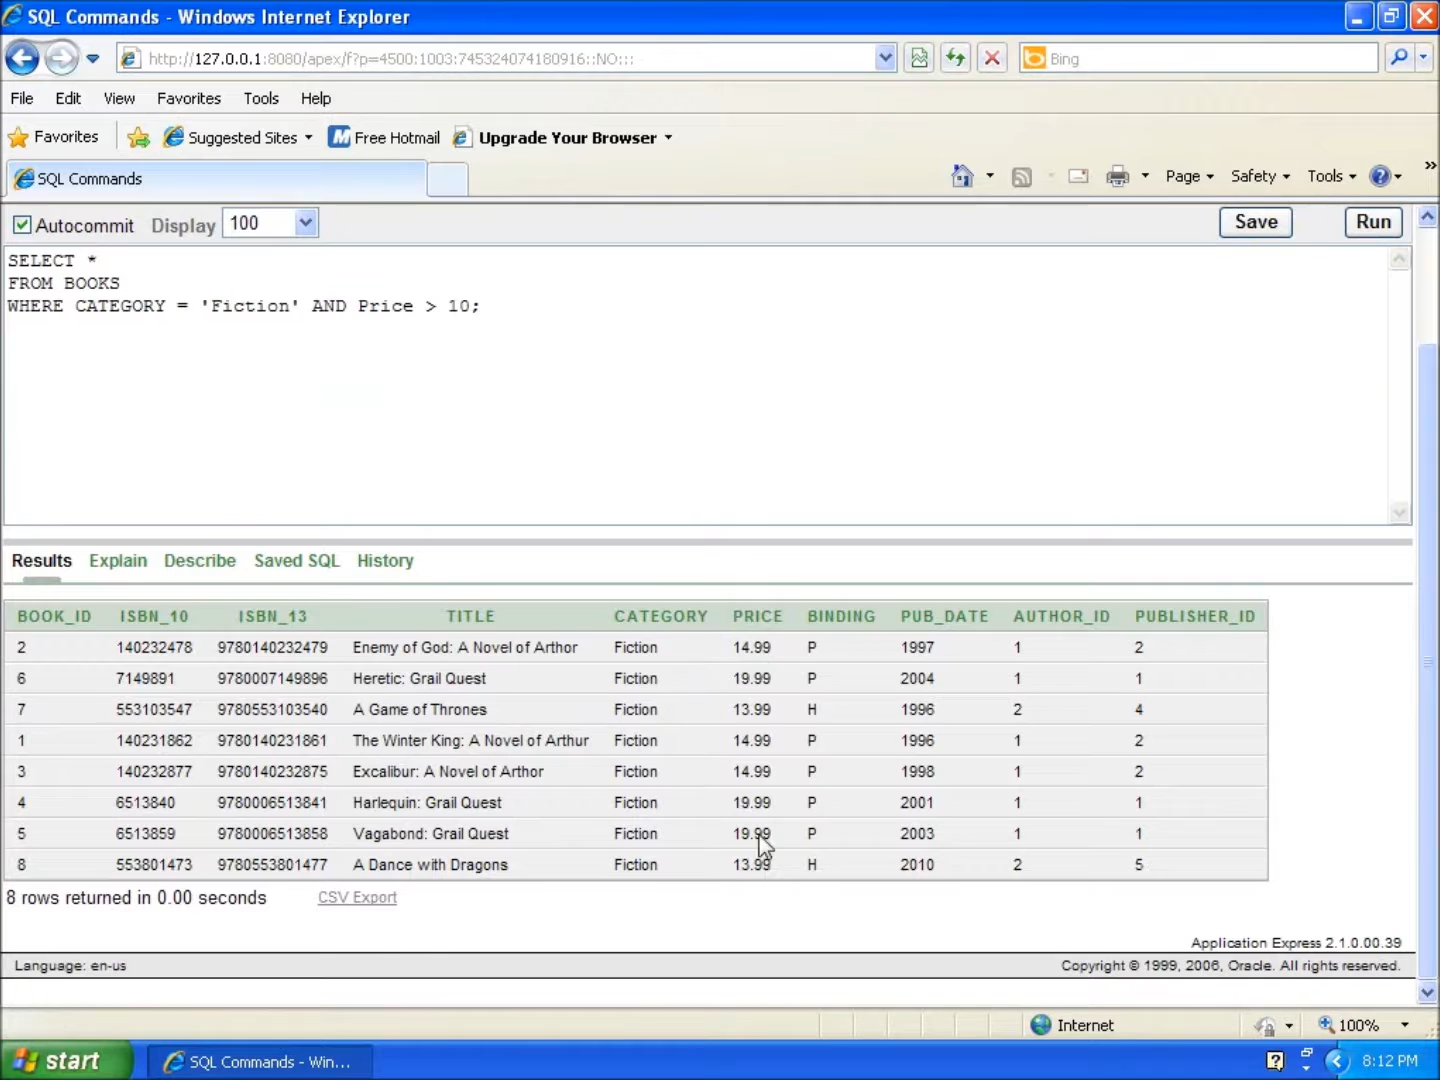 SQL Commands - Windows Internet Explorer
http://127.0.0.1:8080/apex/f?p=4500:1003:745324074180916::NO:::
Bing
File Edit View Favorites Tools Help
Favorites Suggested Sites Free Hotmail Upgrade Your Browser
SQL Commands Page Safety Tools
Autocommit Display 100 Save Run
SELECT *
FROM BOOKS
WHERE CATEGORY = 'Fiction' AND Price > 10;
Results Explain Describe Saved SQL History
BOOK_ID ISBN_10 ISBN_13 TITLE CATEGORY PRICE BINDING PUB_DATE AUTHOR_ID PUBLISHER_ID
2 140232478 9780140232479 Enemy of God: A Novel of Arthor Fiction 14.99 P 1997 1 2
6 7149891 9780007149896 Heretic: Grail Quest Fiction 19.99 P 2004 1 1
7 553103547 9780553103540 A Game of Thrones Fiction 13.99 H 1996 2 4
1 140231862 9780140231861 The Winter King: A Novel of Arthur Fiction 14.99 P 1996 1 2
3 140232877 9780140232875 Excalibur: A Novel of Arthor Fiction 14.99 P 1998 1 2
4 6513840 9780006513841 Harlequin: Grail Quest Fiction 19.99 P 2001 1 1
5 6513859 9780006513858 Vagabond: Grail Quest Fiction 19.99 P 2003 1 1
8 553801473 9780553801477 A Dance with Dragons Fiction 13.99 H 2010 2 5
8 rows returned in 0.00 seconds CSV Export
Application Express 2.1.0.00.39
Language: en-us Copyright © 1999, 2006, Oracle. All rights reserved.
Internet 100%
start SQL Commands - Win... 8:12 PM